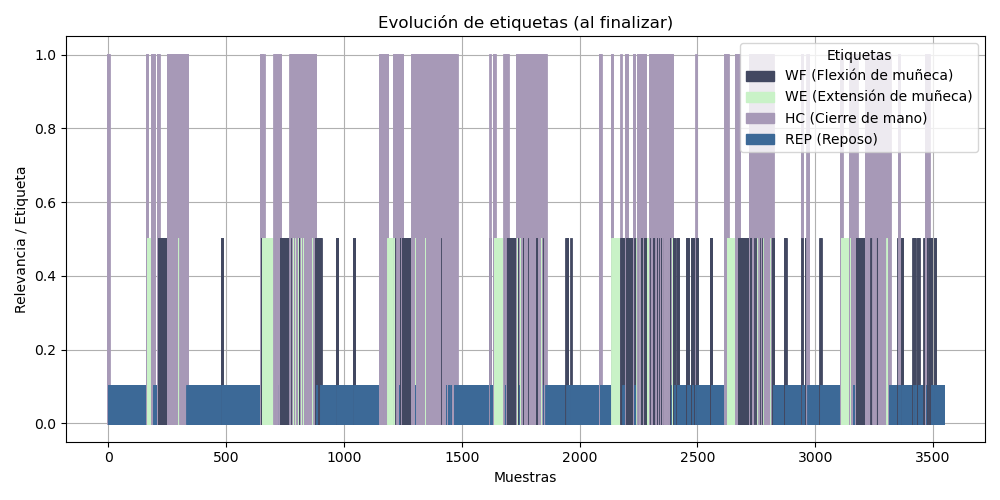 Evolución de etiquetas (al finalizar)
Relevancia / Etiqueta
1.0
0.8
0.6
0.4
0.2
0.0
Etiquetas
WF (Flexión de muñeca)
WE (Extensión de muñeca)
HC (Cierre de mano)
REP (Reposo)
0 500 1000 1500 2000 2500 3000 3500
Muestras